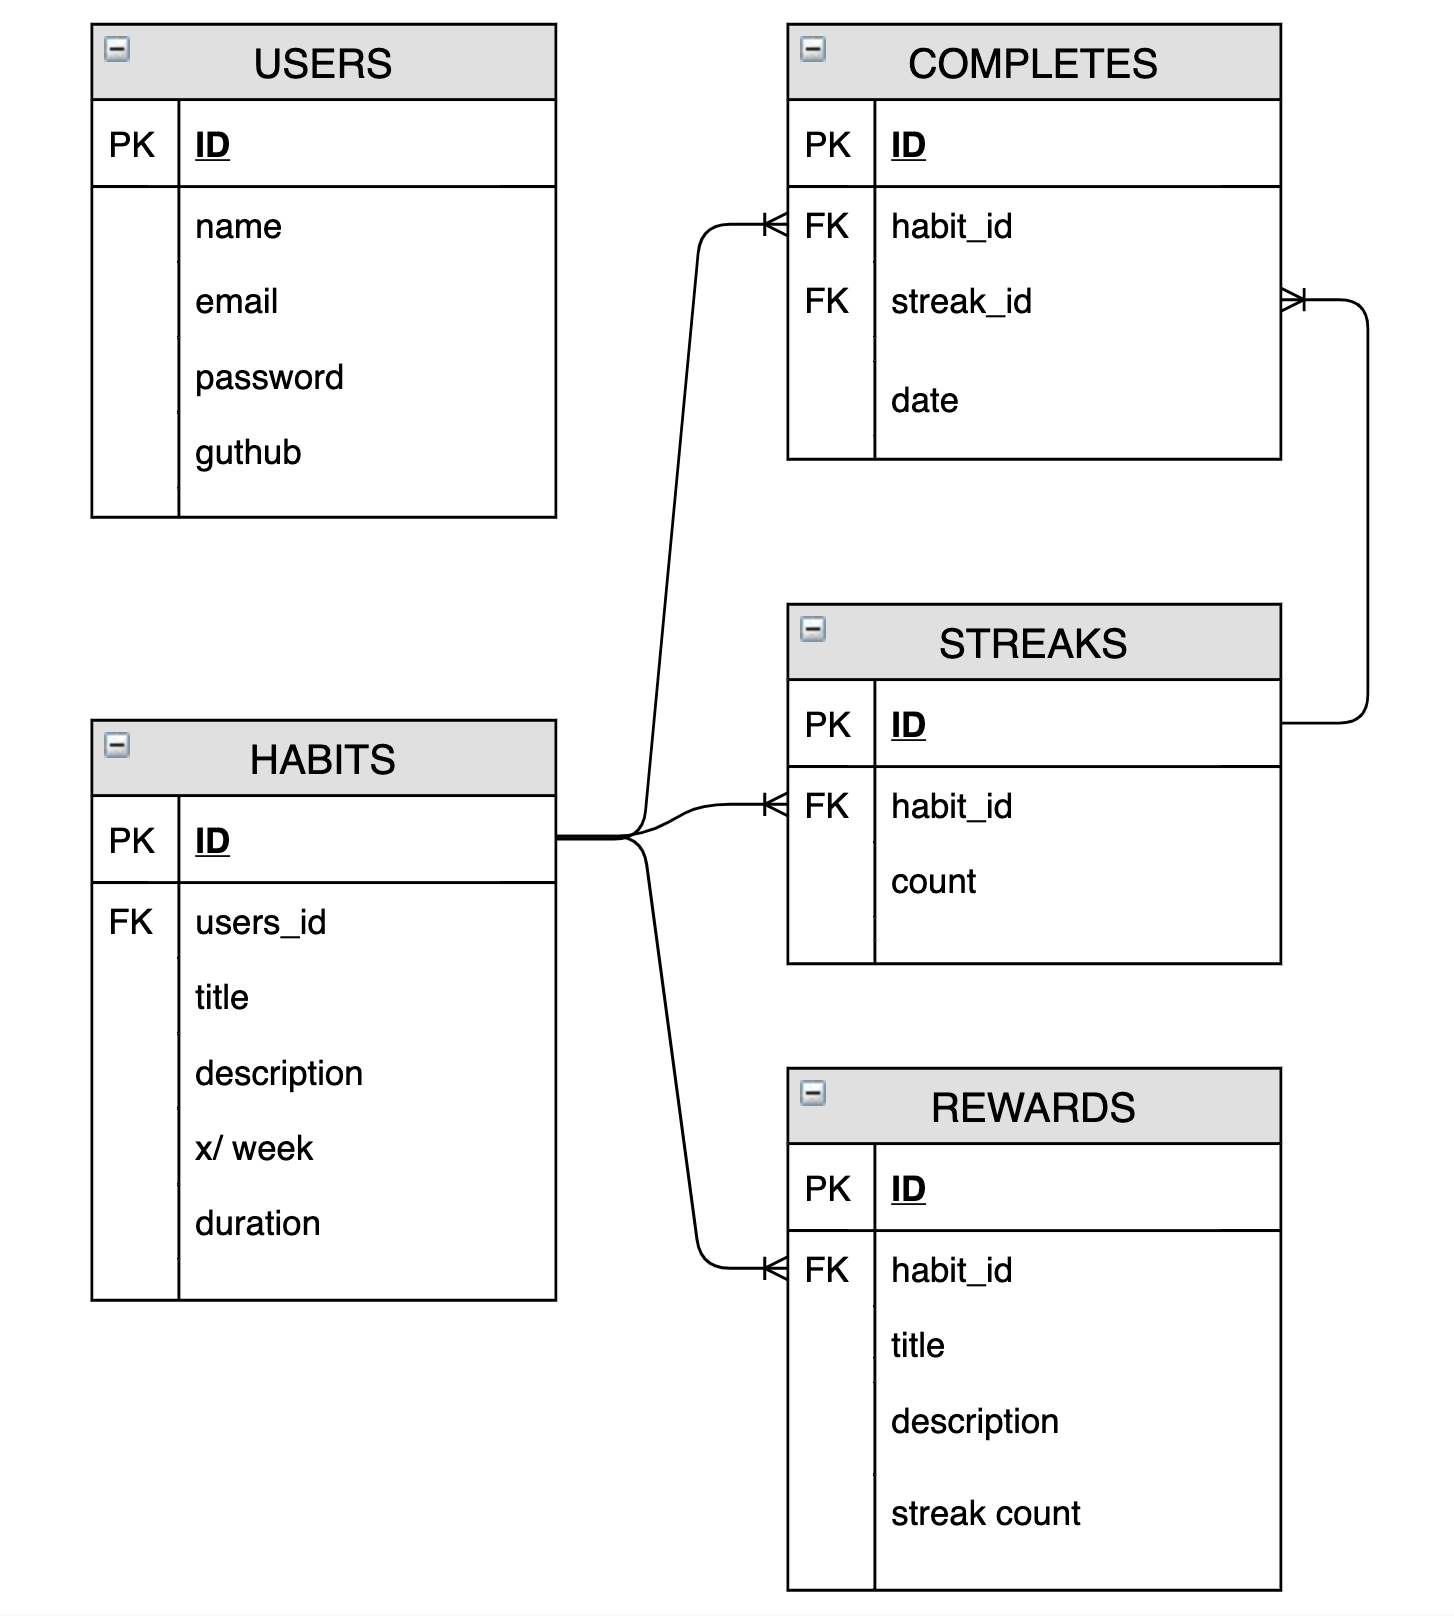 USERS
PK ID
name
email
password
guthub
COMPLETES
PK ID
FK habit_id
FK streak_id
date
HABITS
PK ID
FK users_id
title
description
x/ week
duration
STREAKS
PK ID
FK habit_id
count
REWARDS
PK ID
FK habit_id
title
description
streak count